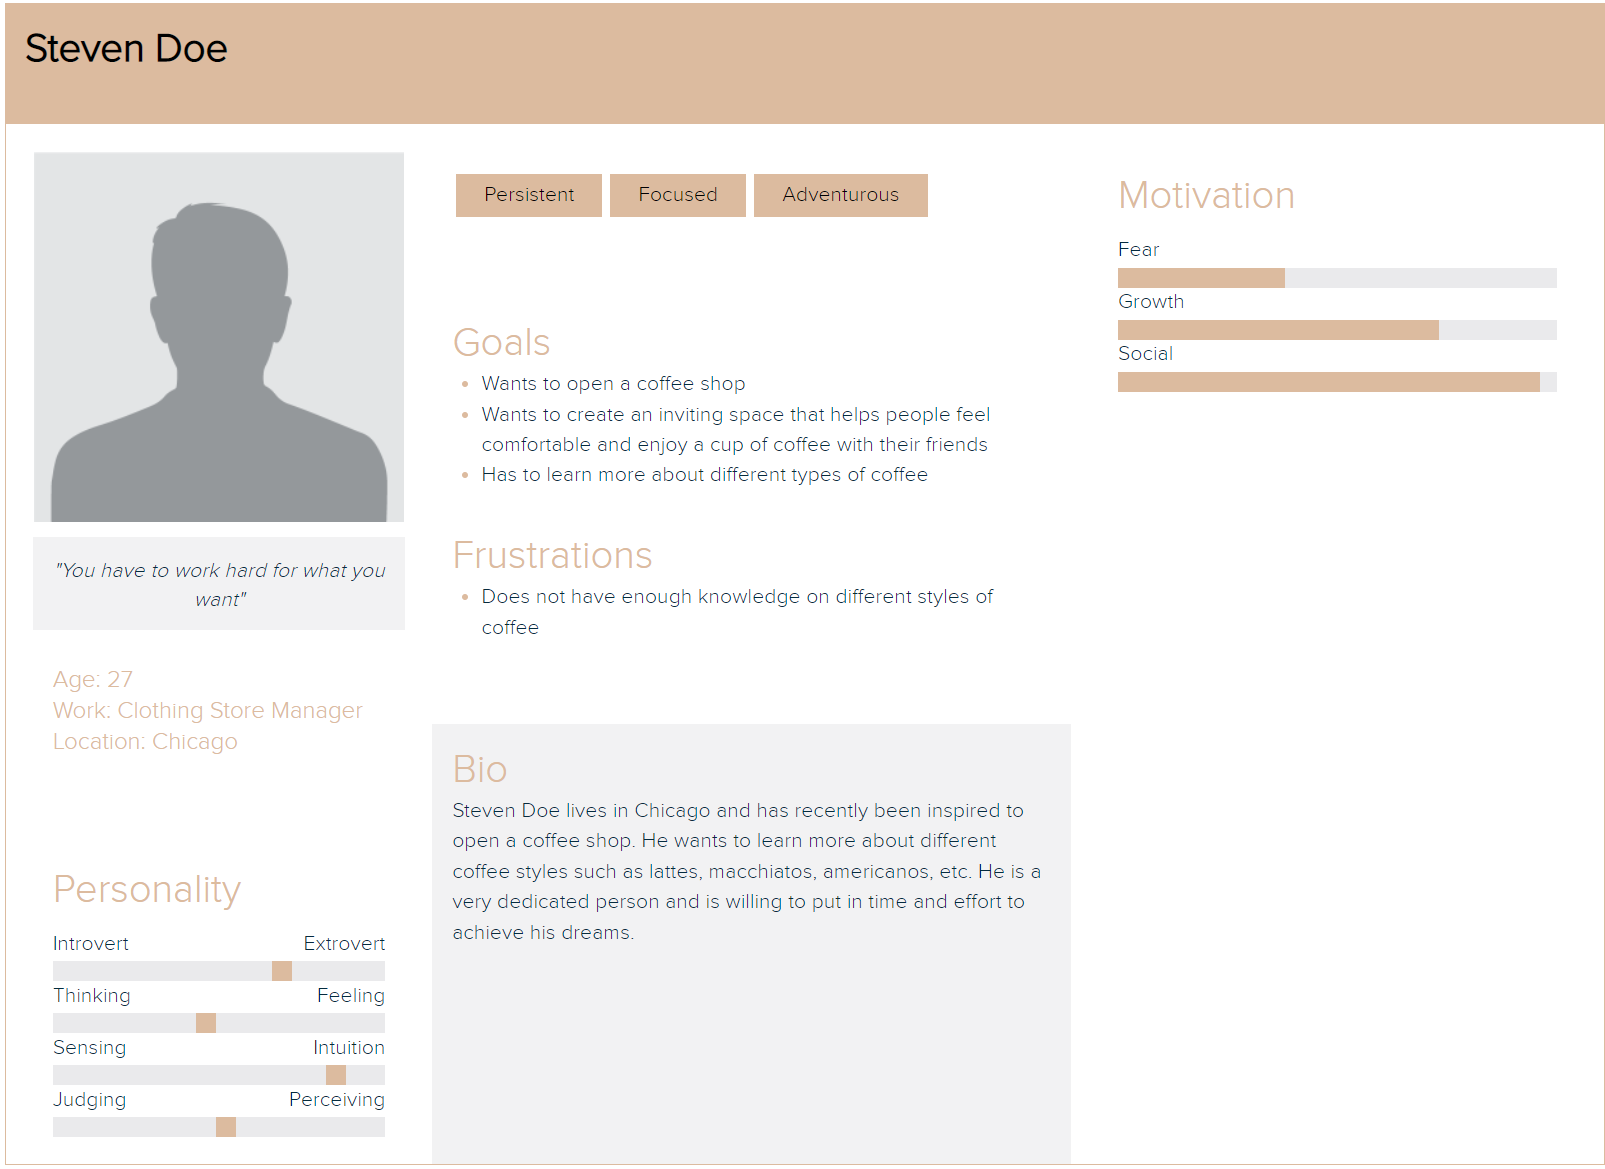 Steven Doe
"You have to work hard for what you
want"
Age: 27
Work: Clothing Store Manager
Location: Chicago
Personality
Introvert Extrovert
Thinking Feeling
Sensing Intuition
Judging Perceiving
Persistent Focused Adventurous
Goals
Wants to open a coffee shop
Wants to create an inviting space that helps people feel
comfortable and enjoy a cup of coffee with their friends
Has to learn more about different types of coffee
Frustrations
Does not have enough knowledge on different styles of
coffee
Bio
Steven Doe lives in Chicago and has recently been inspired to
open a coffee shop. He wants to learn more about different
coffee styles such as lattes, macchiatos, americanos, etc. He is a
very dedicated person and is willing to put in time and effort to
achieve his dreams.
Motivation
Fear
Growth
Social